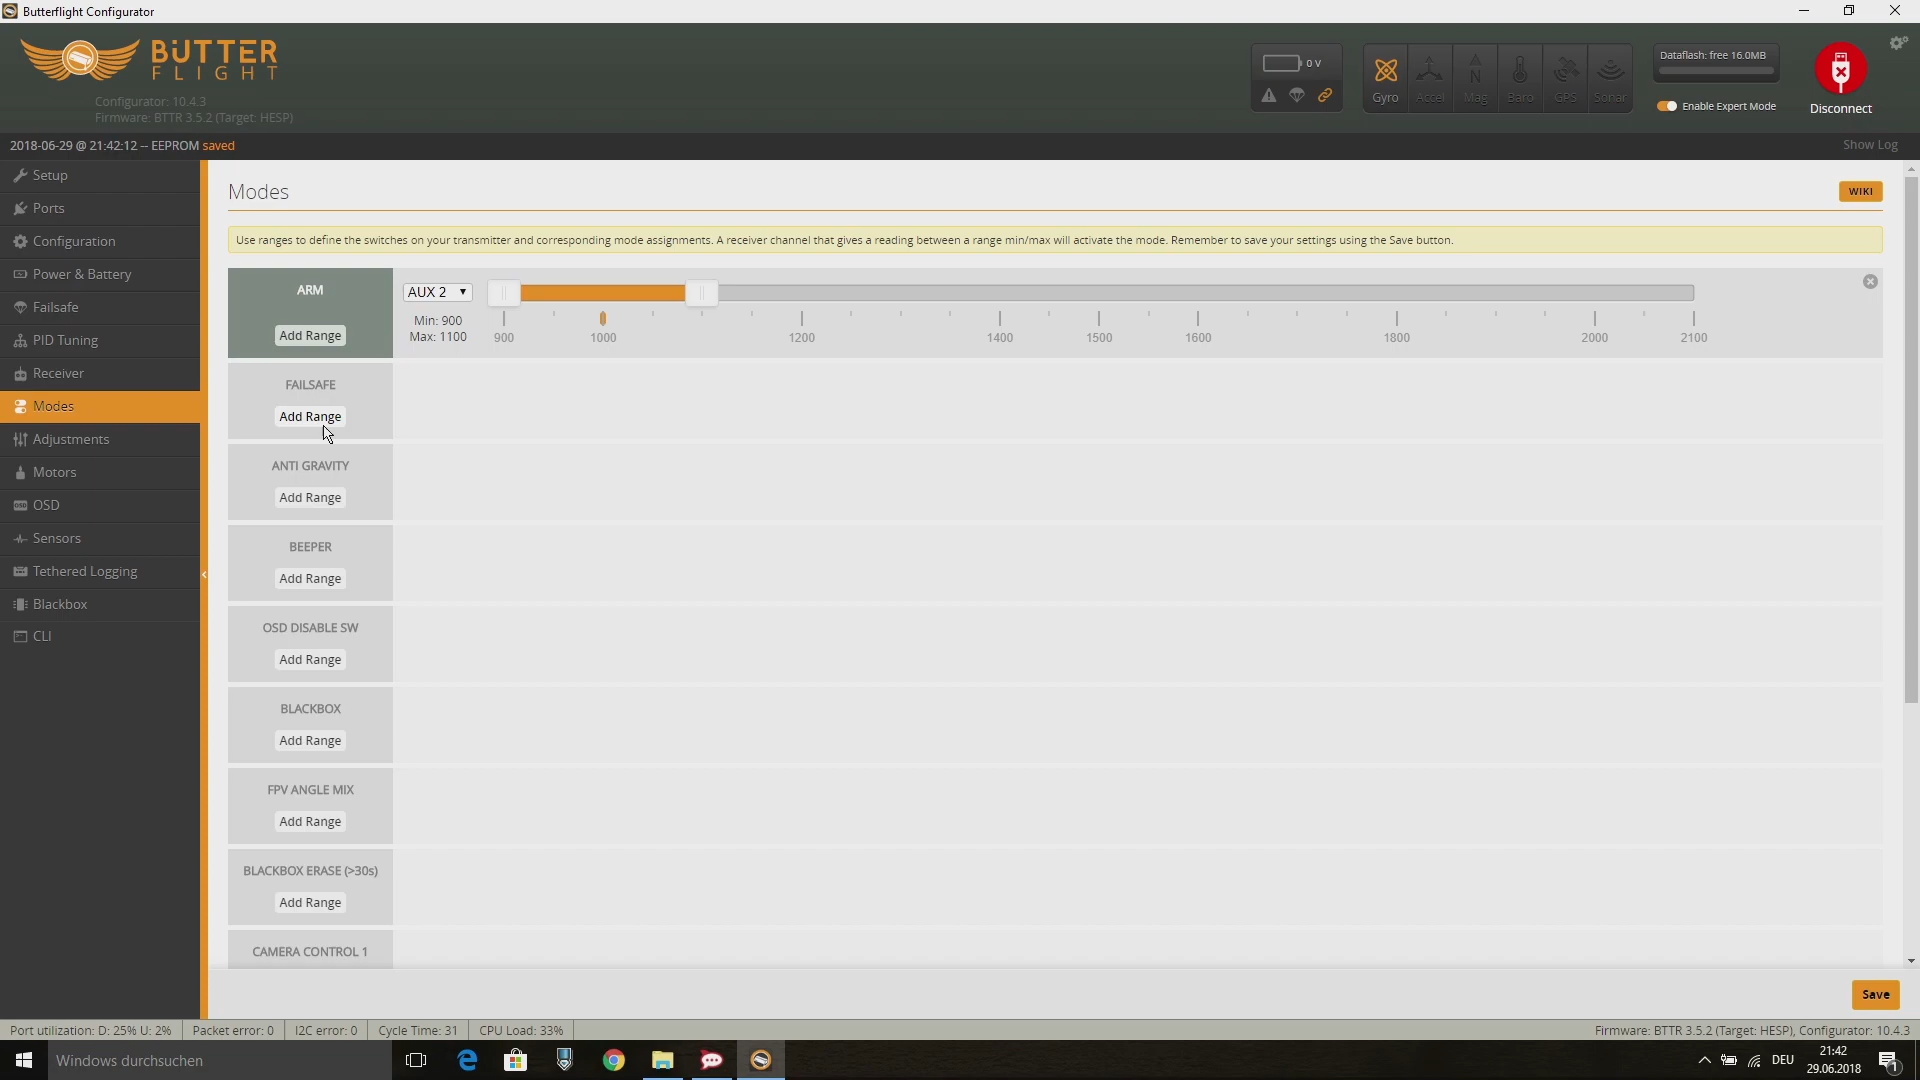 Butterflight Configurator
BUTTER
FLIGHT
Configurator: 10.4.3
Firmware: BTTR 3.5.2 (Target: HESP)
0 V
Gyro
Accel
Mag
Baro
GPS
Sonar
Dataflash: free 16.0MB
Enable Expert Mode
Disconnect
2018-06-29 @ 21:42:12 -- EEPROM saved
Show Log
Setup
Ports
Configuration
Power & Battery
Failsafe
PID Tuning
Receiver
Modes
Adjustments
Motors
OSD
Sensors
Tethered Logging
Blackbox
CLI
Modes
WIKI
Use ranges to define the switches on your transmitter and corresponding mode assignments. A receiver channel that gives a reading between a range min/max will activate the mode. Remember to save your settings using the Save button.
ARM
Add Range
AUX 2
Min: 900
Max: 1100
900 1000 1200 1400 1500 1600 1800 2000 2100
FAILSAFE
Add Range
ANTI GRAVITY
Add Range
BEEPER
Add Range
OSD DISABLE SW
Add Range
BLACKBOX
Add Range
FPV ANGLE MIX
Add Range
BLACKBOX ERASE (>30s)
Add Range
CAMERA CONTROL 1
Save
Port utilization: D: 25% U: 2%
Packet error: 0
I2C error: 0
Cycle Time: 31
CPU Load: 33%
Firmware: BTTR 3.5.2 (Target: HESP), Configurator: 10.4.3
Windows durchsuchen
DEU
21:42
29.06.2018
1